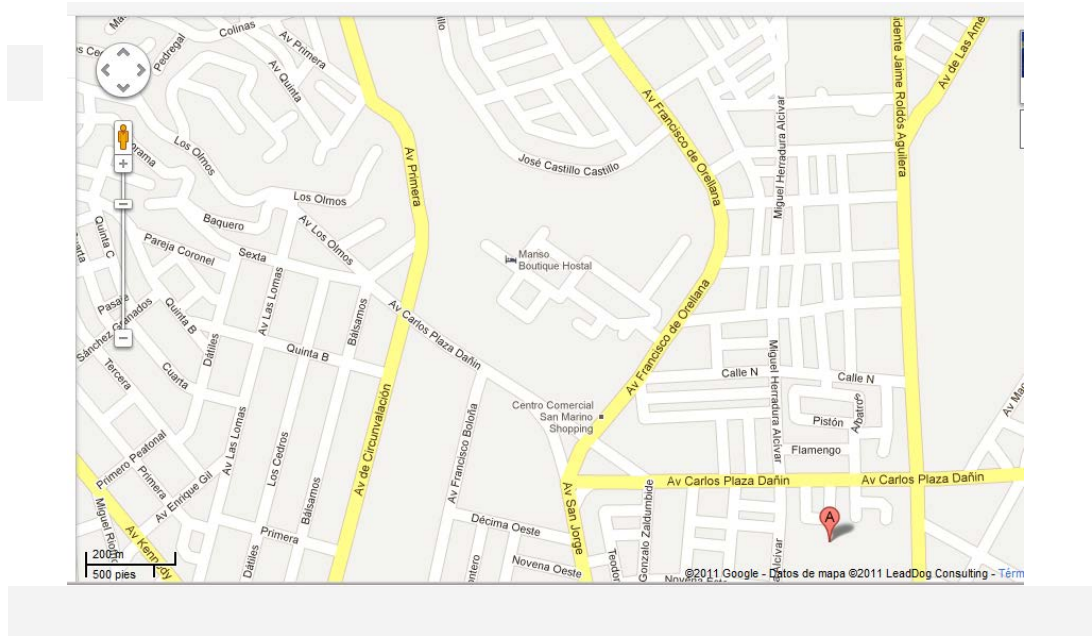 Colinas
Av Primera
Pedregal
Av Quinta
Los Olmos
Los Olmos
Baquero
Av Los Olmos
Quinta C
Pareja Coronel
Sexta
Av Las Lomas
Bálsamos
Sánchez Granados
Quinta B
Dátiles
Quinta B
Tercera
Cuarta
Av Las Lomas
Los Cedros
Bálsamos
Primero Peatonal
Primera
Av Enrique Gil
Av Kennedy
Dátiles
Primera
Av Primera
Av de Circunvalación
Av Carlos Plaza Dañin
Av Francisco Boloña
Décima Oeste
Novena Oeste
José Castillo Castillo
Manso
Boutique Hostal
Centro Comercial
San Marino
Shopping
Av San Jorge
Av Francisco de Orellana
Av Francisco de Orellana
Miguel Herradura Alcivar
Miguel Herradura Alcivar
idente Jaime Roldós Aguilera
Av de Las Amé
Calle N
Calle N
Pistón
Albatros
Flamengo
Av Carlos Plaza Dañin
Av Carlos Plaza Dañin
Gonzalo Zaldumbide
Alcivar
A
200 m
500 pies
©2011 Google - Datos de mapa ©2011 LeadDog Consulting - Térm